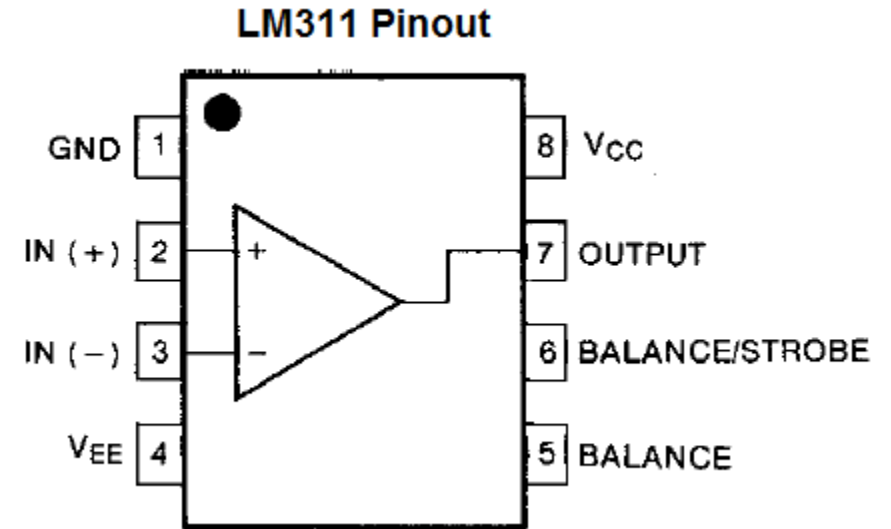 LM311 Pinout
GND 1
8 VCC
IN (+) 2 +
7 OUTPUT
IN (−) 3 −
6 BALANCE/STROBE
VEE 4
5 BALANCE